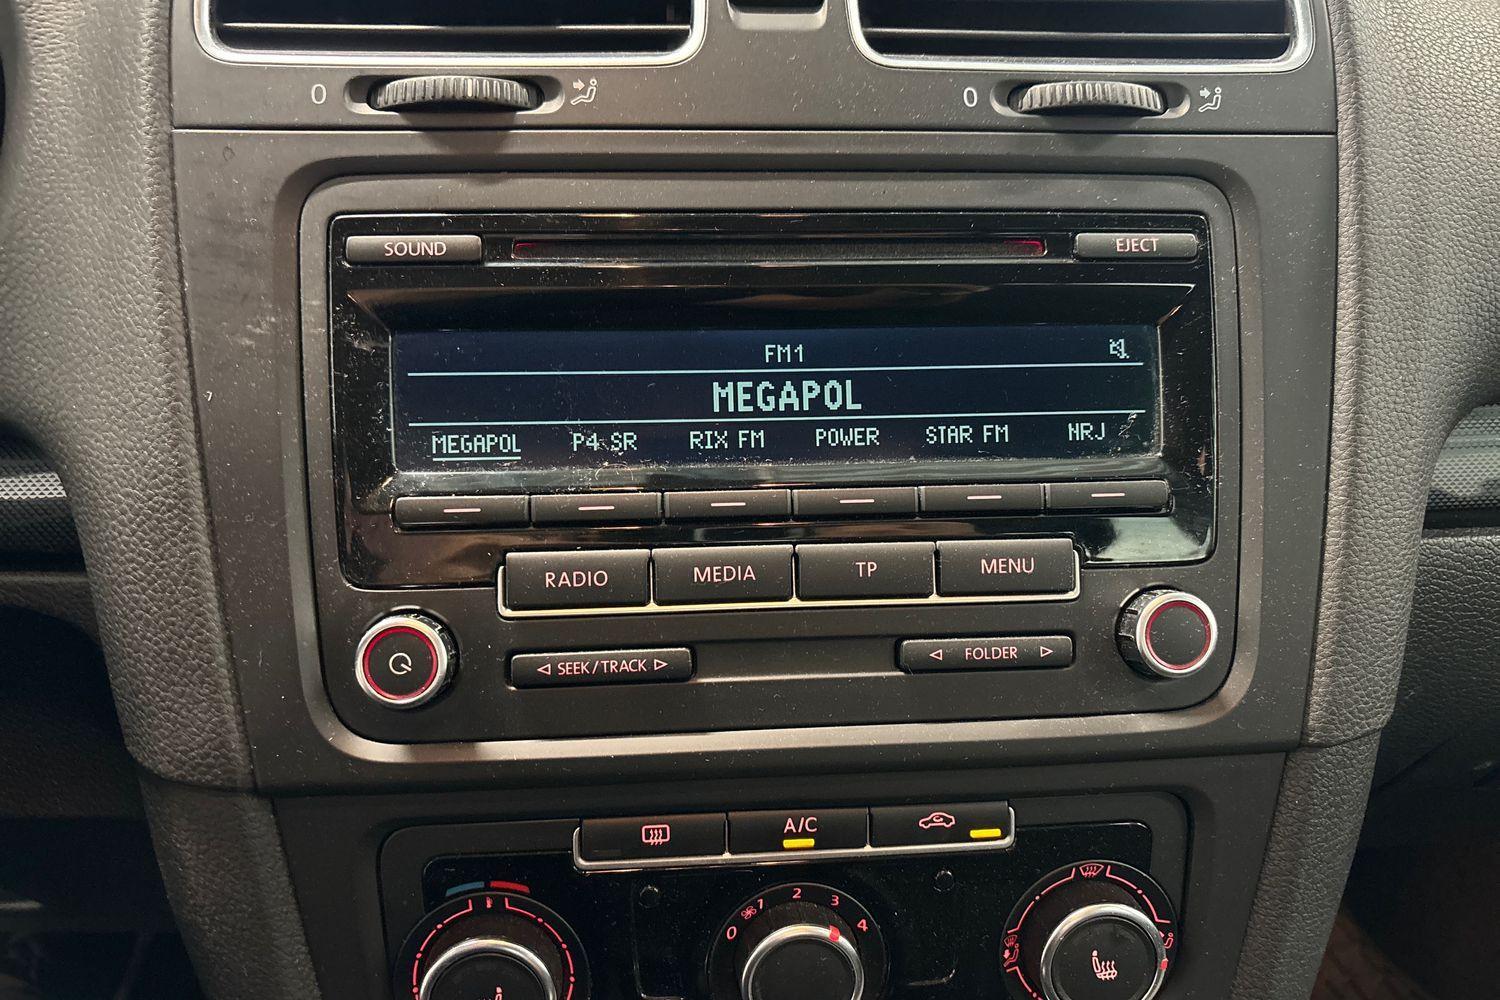 0 0
SOUND EJECT
FM1
MEGAPOL
MEGAPOL P4 SR RIX FM POWER STAR FM NRJ
RADIO MEDIA TP MENU
SEEK/TRACK FOLDER
A/C
0 1 2 3 4